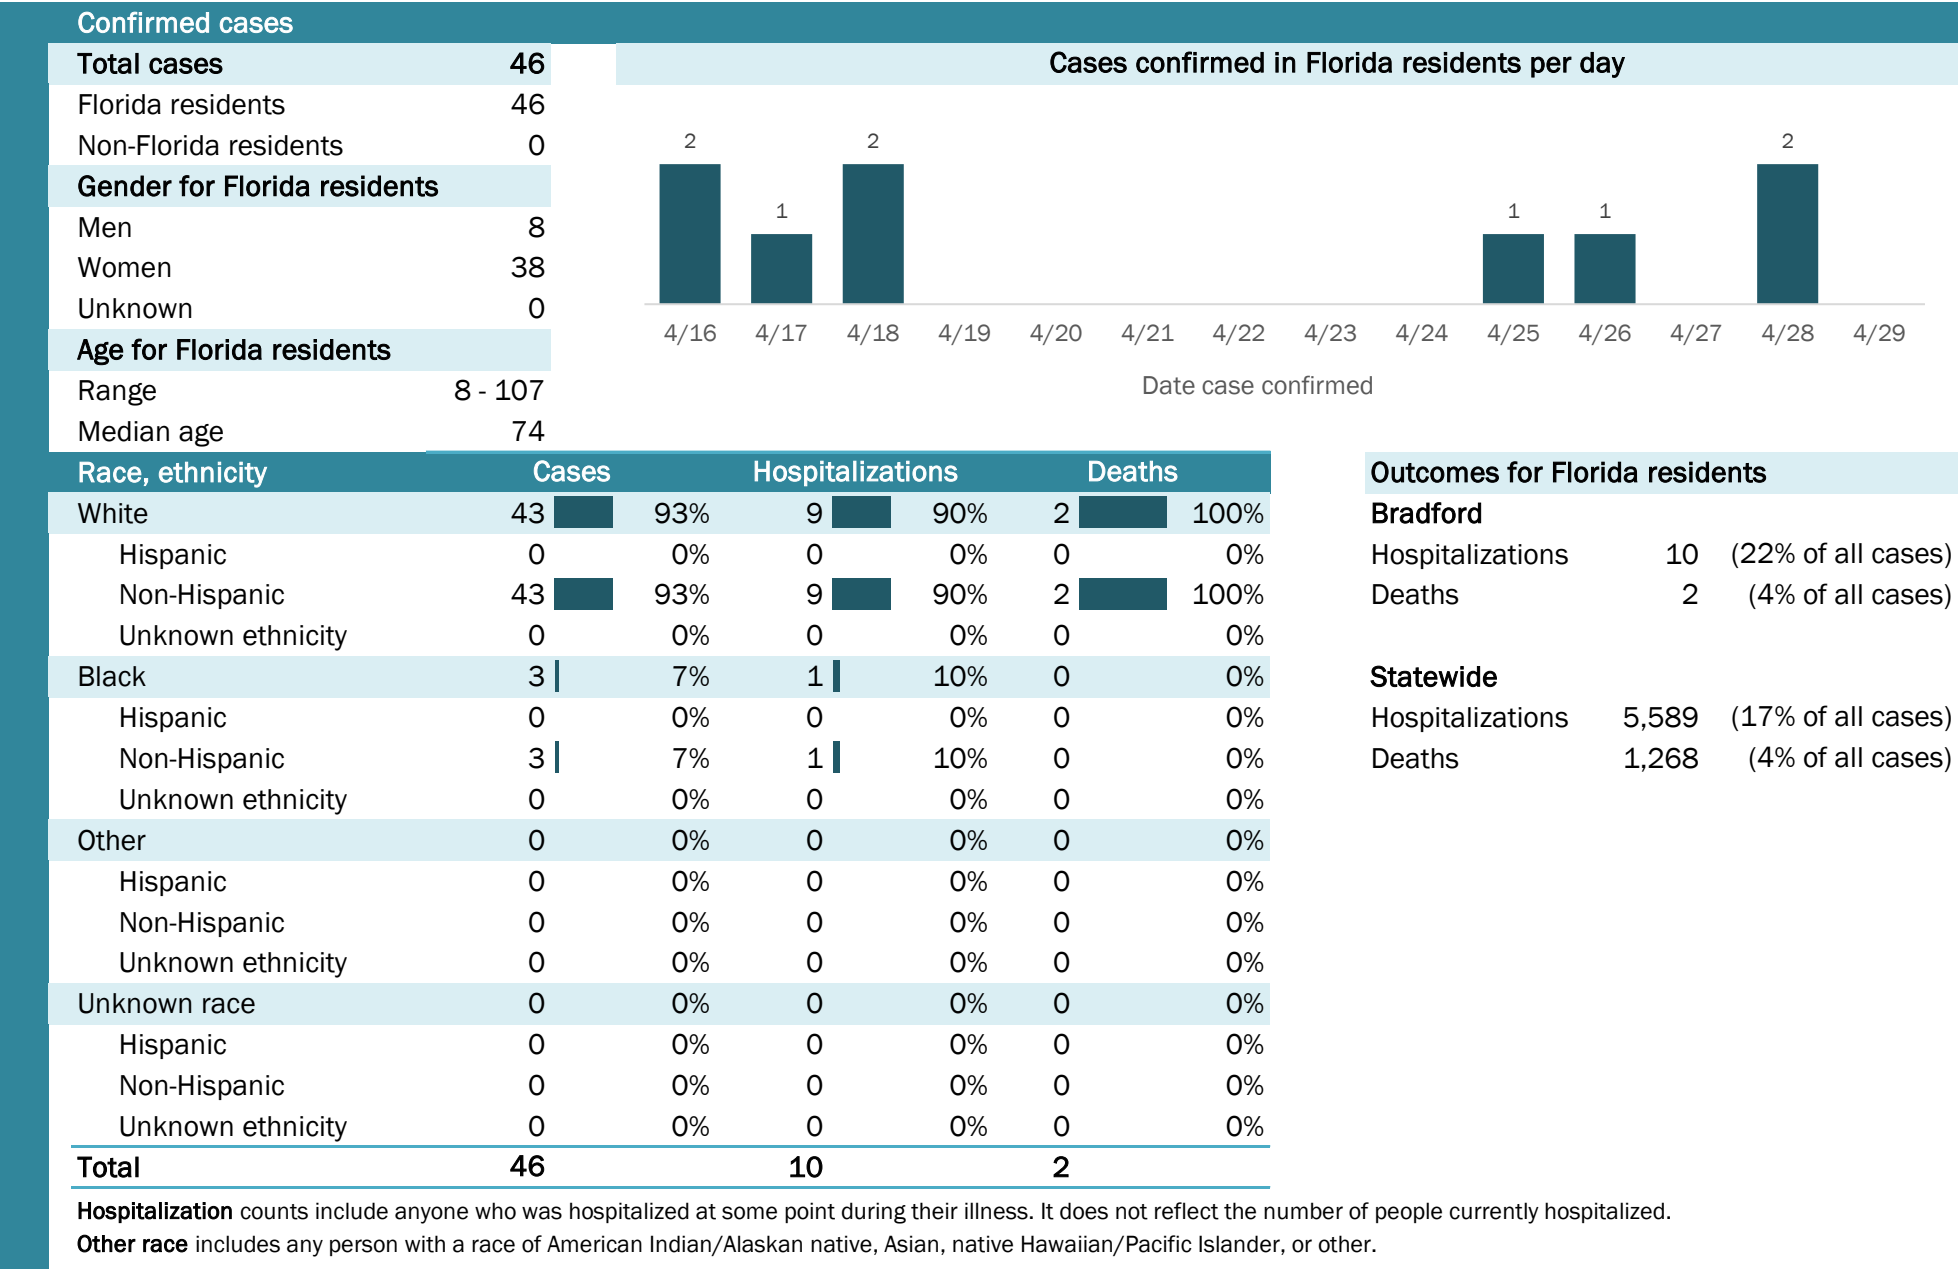 Confirmed cases
Total cases 46
Florida residents 46
Non-Florida residents 0
Gender for Florida residents
Men 8
Women 38
Unknown 0
Age for Florida residents
Range 8 - 107
Median age 74
Cases confirmed in Florida residents per day
2 1 2 1 1 2
4/16 4/17 4/18 4/19 4/20 4/21 4/22 4/23 4/24 4/25 4/26 4/27 4/28 4/29
Date case confirmed
Race, ethnicity Cases Hospitalizations Deaths
White 43 93% 9 90% 2 100%
Hispanic 0 0% 0 0% 0 0%
Non-Hispanic 43 93% 9 90% 2 100%
Unknown ethnicity 0 0% 0 0% 0 0%
Black 3 7% 1 10% 0 0%
Hispanic 0 0% 0 0% 0 0%
Non-Hispanic 3 7% 1 10% 0 0%
Unknown ethnicity 0 0% 0 0% 0 0%
Other 0 0% 0 0% 0 0%
Hispanic 0 0% 0 0% 0 0%
Non-Hispanic 0 0% 0 0% 0 0%
Unknown ethnicity 0 0% 0 0% 0 0%
Unknown race 0 0% 0 0% 0 0%
Hispanic 0 0% 0 0% 0 0%
Non-Hispanic 0 0% 0 0% 0 0%
Unknown ethnicity 0 0% 0 0% 0 0%
Total 46 10 2
Outcomes for Florida residents
Bradford
Hospitalizations 10 (22% of all cases)
Deaths 2 (4% of all cases)
Statewide
Hospitalizations 5,589 (17% of all cases)
Deaths 1,268 (4% of all cases)
Hospitalization counts include anyone who was hospitalized at some point during their illness. It does not reflect the number of people currently hospitalized.
Other race includes any person with a race of American Indian/Alaskan native, Asian, native Hawaiian/Pacific Islander, or other.